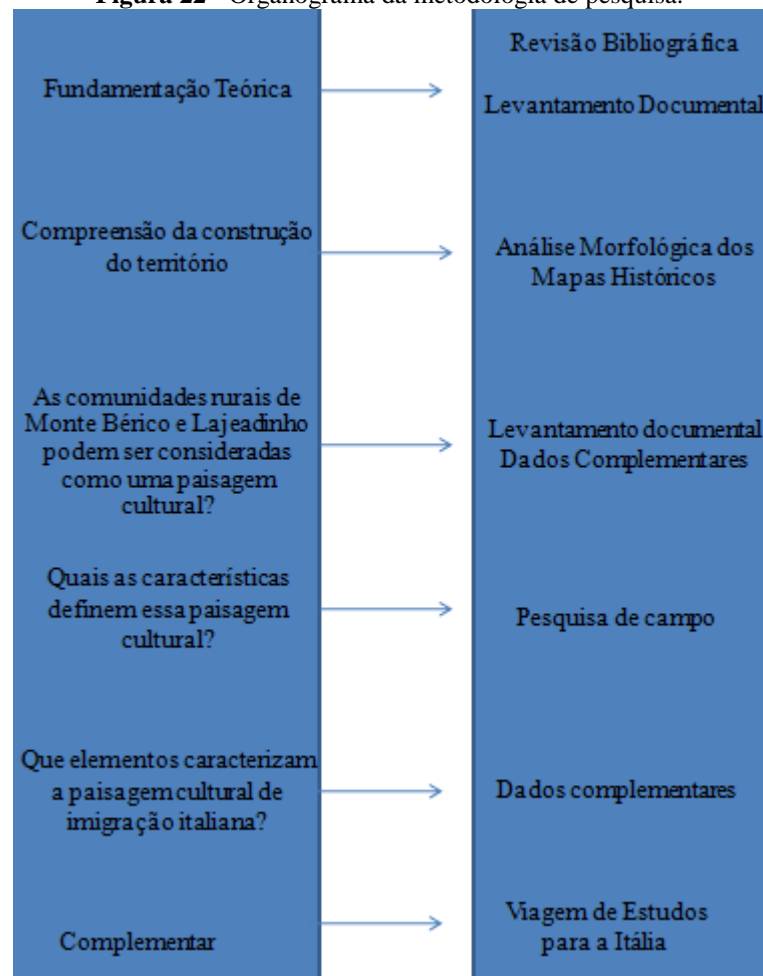 Figura 22 - Organograma da metodologia de pesquisa.
Fundamentação Teórica
Revisão Bibliográfica
Levantamento Documental
Compreensão da construção
do território
Análise Morfológica dos
Mapas Históricos
As comunidades rurais de
Monte Bérico e Lajeadinho
podem ser consideradas
como uma paisagem
cultural?
Levantamento documental
Dados Complementares
Quais as características
definem essa paisagem
cultural?
Pesquisa de campo
Que elementos caracterizam
a paisagem cultural de
imigração italiana?
Dados complementares
Complementar
Viagem de Estudos
para a Itália